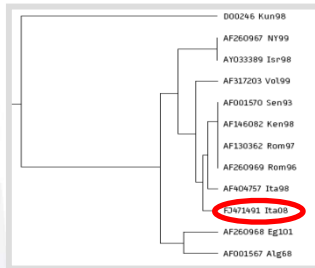 D00246 Kun98
AF260967 NY99
AY033389 Isr98
AF317203 Vol99
AF001570 Sen93
AF146082 Ken98
AF130362 Rom97
AF260969 Rom96
AF404757 Ita98
FJ471491 Ita08
AF260968 Eg101
AF001567 Alg68